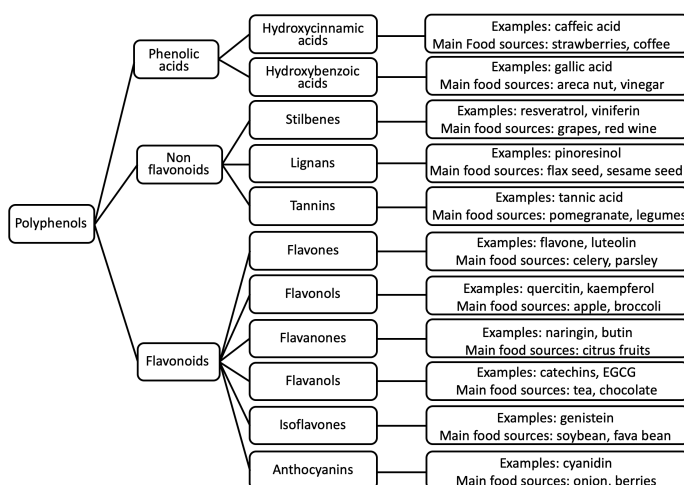 Polyphenols
Phenolic
acids
Hydroxycinnamic
acids
Examples: caffeic acid
Main Food sources: strawberries, coffee
Hydroxybenzoic
acids
Examples: gallic acid
Main food sources: areca nut, vinegar
Non
flavonoids
Stilbenes
Examples: resveratrol, viniferin
Main food sources: grapes, red wine
Lignans
Examples: pinoresinol
Main food sources: flax seed, sesame seed
Tannins
Examples: tannic acid
Main food sources: pomegranate, legumes
Flavonoids
Flavones
Examples: flavone, luteolin
Main food sources: celery, parsley
Flavonols
Examples: quercitin, kaempferol
Main food sources: apple, broccoli
Flavanones
Examples: naringin, butin
Main food sources: citrus fruits
Flavanols
Examples: catechins, EGCG
Main food sources: tea, chocolate
Isoflavones
Examples: genistein
Main food sources: soybean, fava bean
Anthocyanins
Examples: cyanidin
Main food sources: onion, berries